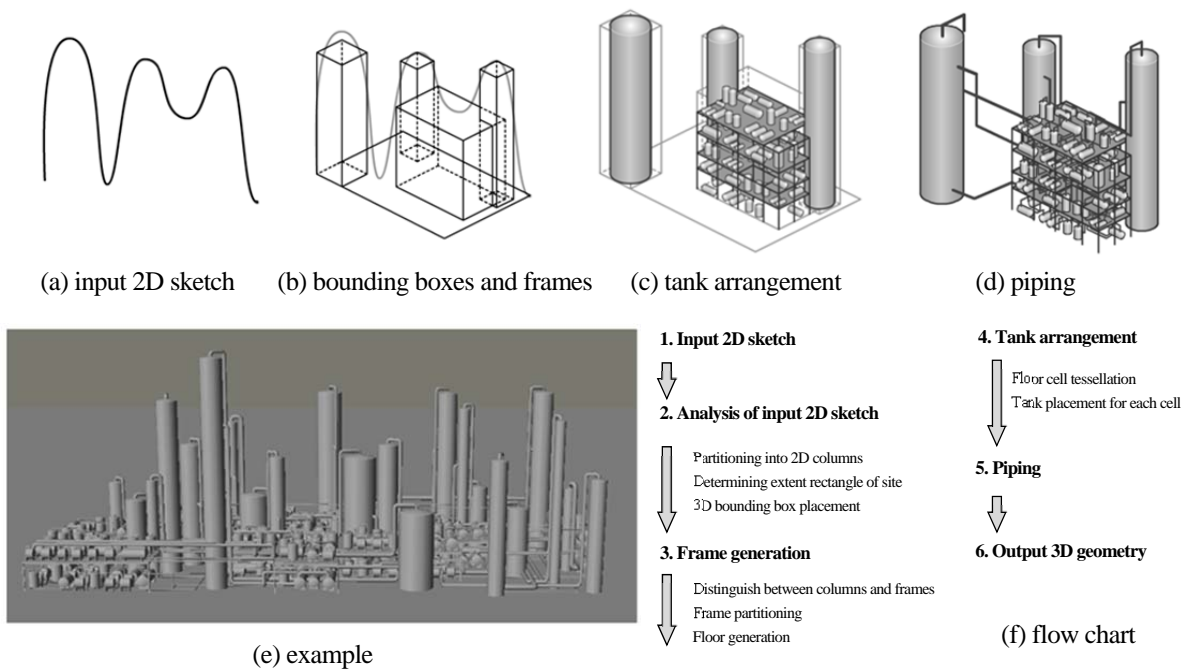 (a) input 2D sketch
(b) bounding boxes and frames
(c) tank arrangement
(d) piping
1. Input 2D sketch
2. Analysis of input 2D sketch
Partitioning into 2D columns
Determining extent rectangle of site
3D bounding box placement
3. Frame generation
Distinguish between columns and frames
Frame partitioning
Floor generation
4. Tank arrangement
Floor cell tessellation
Tank placement for each cell
5. Piping
6. Output 3D geometry
(e) example
(f) flow chart